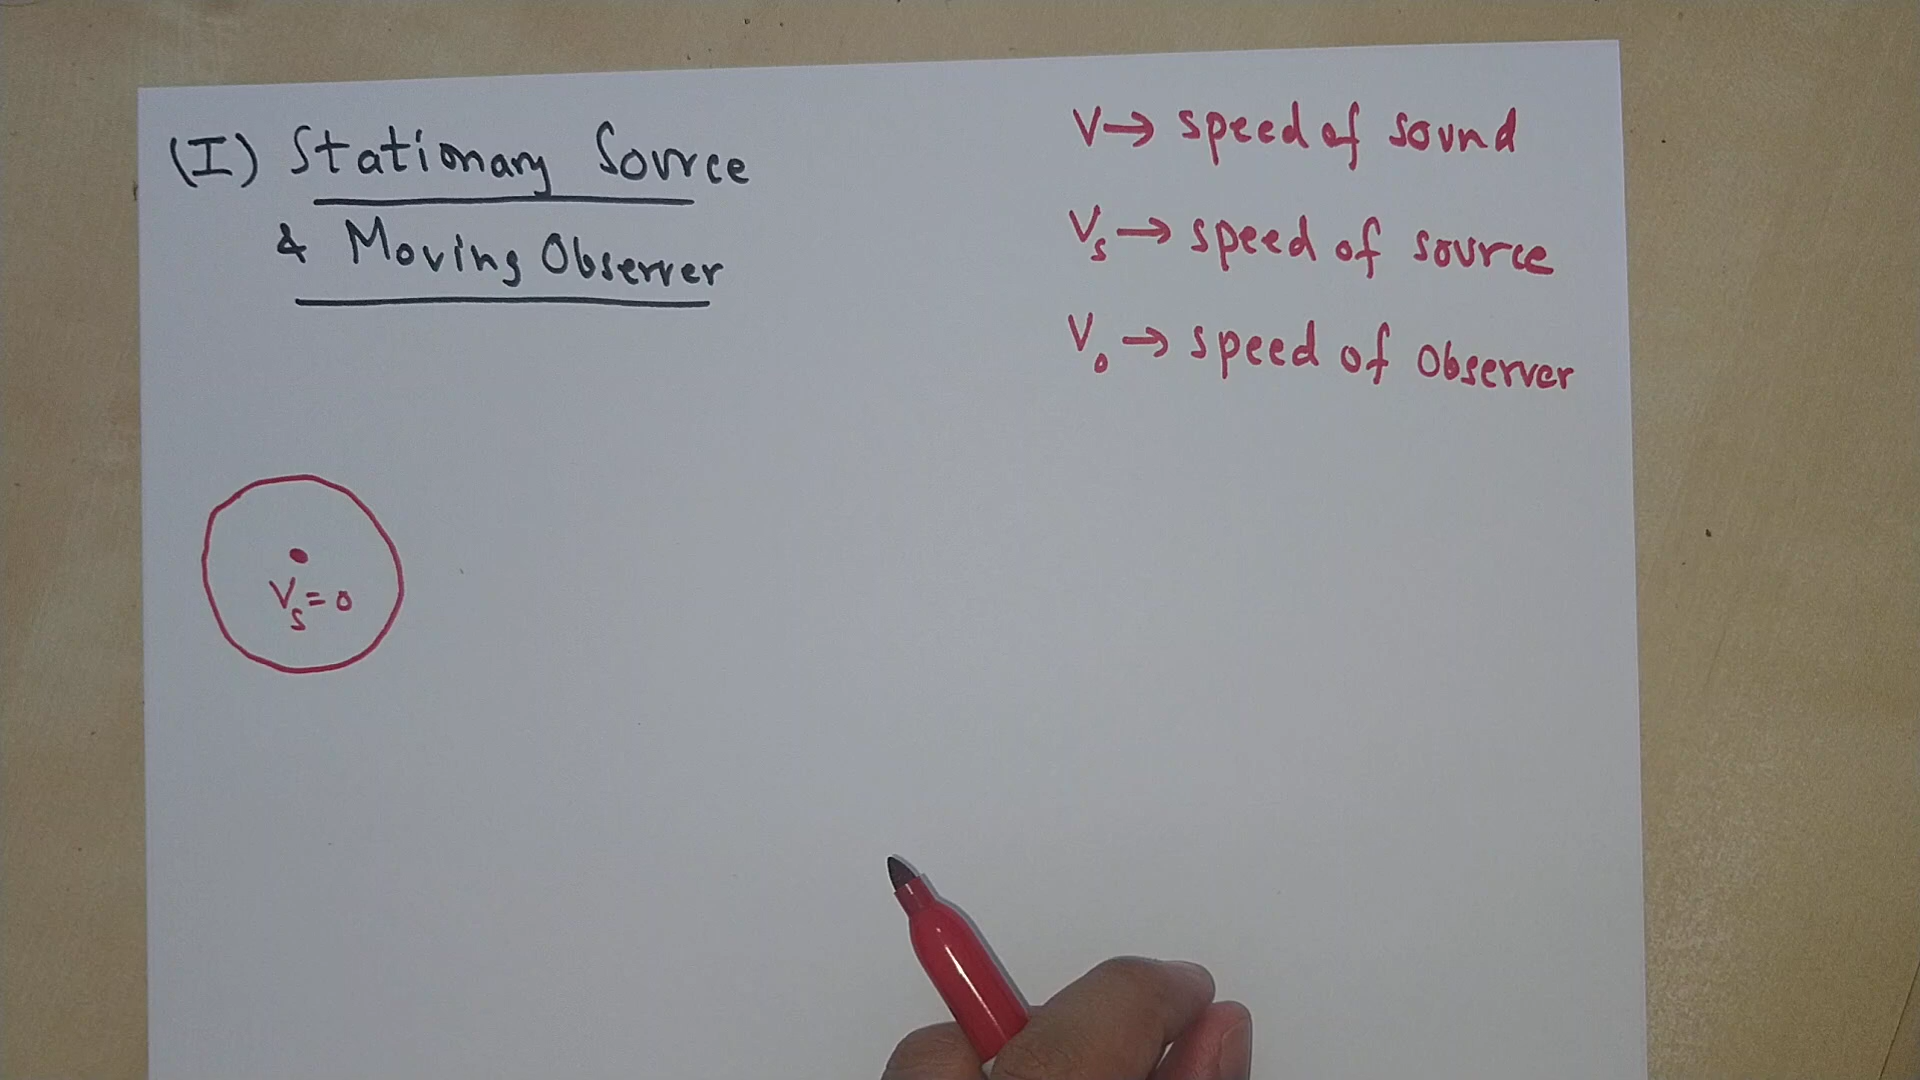 (I) Stationary Source
& Moving Observer
V→ speed of sound
Vs → speed of source
Vo → speed of Observer
Vs = 0